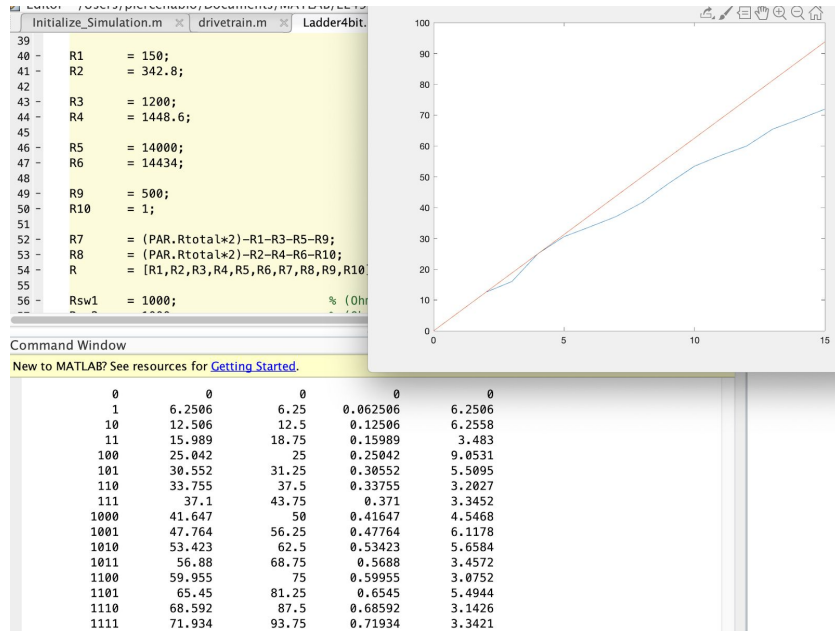 Initialize_Simulation.m × drivetrain.m × Ladder4bit.
39
40 - R1 = 150;
41 - R2 = 342.8;
42
43 - R3 = 1200;
44 - R4 = 1448.6;
45
46 - R5 = 14000;
47 - R6 = 14434;
48
49 - R9 = 500;
50 - R10 = 1;
51
52 - R7 = (PAR.Rtotal*2)-R1-R3-R5-R9;
53 - R8 = (PAR.Rtotal*2)-R2-R4-R6-R10;
54 - R = [R1,R2,R3,R4,R5,R6,R7,R8,R9,R10]
55
56 - Rsw1 = 1000; % (Ohm
100
90
80
70
60
50
40
30
20
10
0
0 5 10 15
Command Window
New to MATLAB? See resources for Getting Started.
0 0 0 0 0
1 6.2506 6.25 0.062506 6.2506
10 12.506 12.5 0.12506 6.2558
11 15.989 18.75 0.15989 3.483
100 25.042 25 0.25042 9.0531
101 30.552 31.25 0.30552 5.5095
110 33.755 37.5 0.33755 3.2027
111 37.1 43.75 0.371 3.3452
1000 41.647 50 0.41647 4.5468
1001 47.764 56.25 0.47764 6.1178
1010 53.423 62.5 0.53423 5.6584
1011 56.88 68.75 0.5688 3.4572
1100 59.955 75 0.59955 3.0752
1101 65.45 81.25 0.6545 5.4944
1110 68.592 87.5 0.68592 3.1426
1111 71.934 93.75 0.71934 3.3421